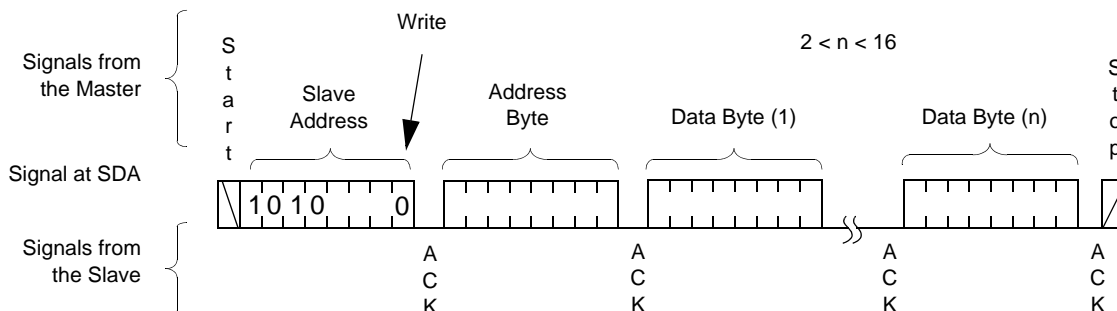 Signals from
the Master
S
t
a
r
t
Write
2 < n < 16
S
t
o
p
Slave
Address
Address
Byte
Data Byte (1)
Data Byte (n)
Signal at SDA
1 0 1 0 0
Signals from
the Slave
A
C
K
A
C
K
A
C
K
A
C
K